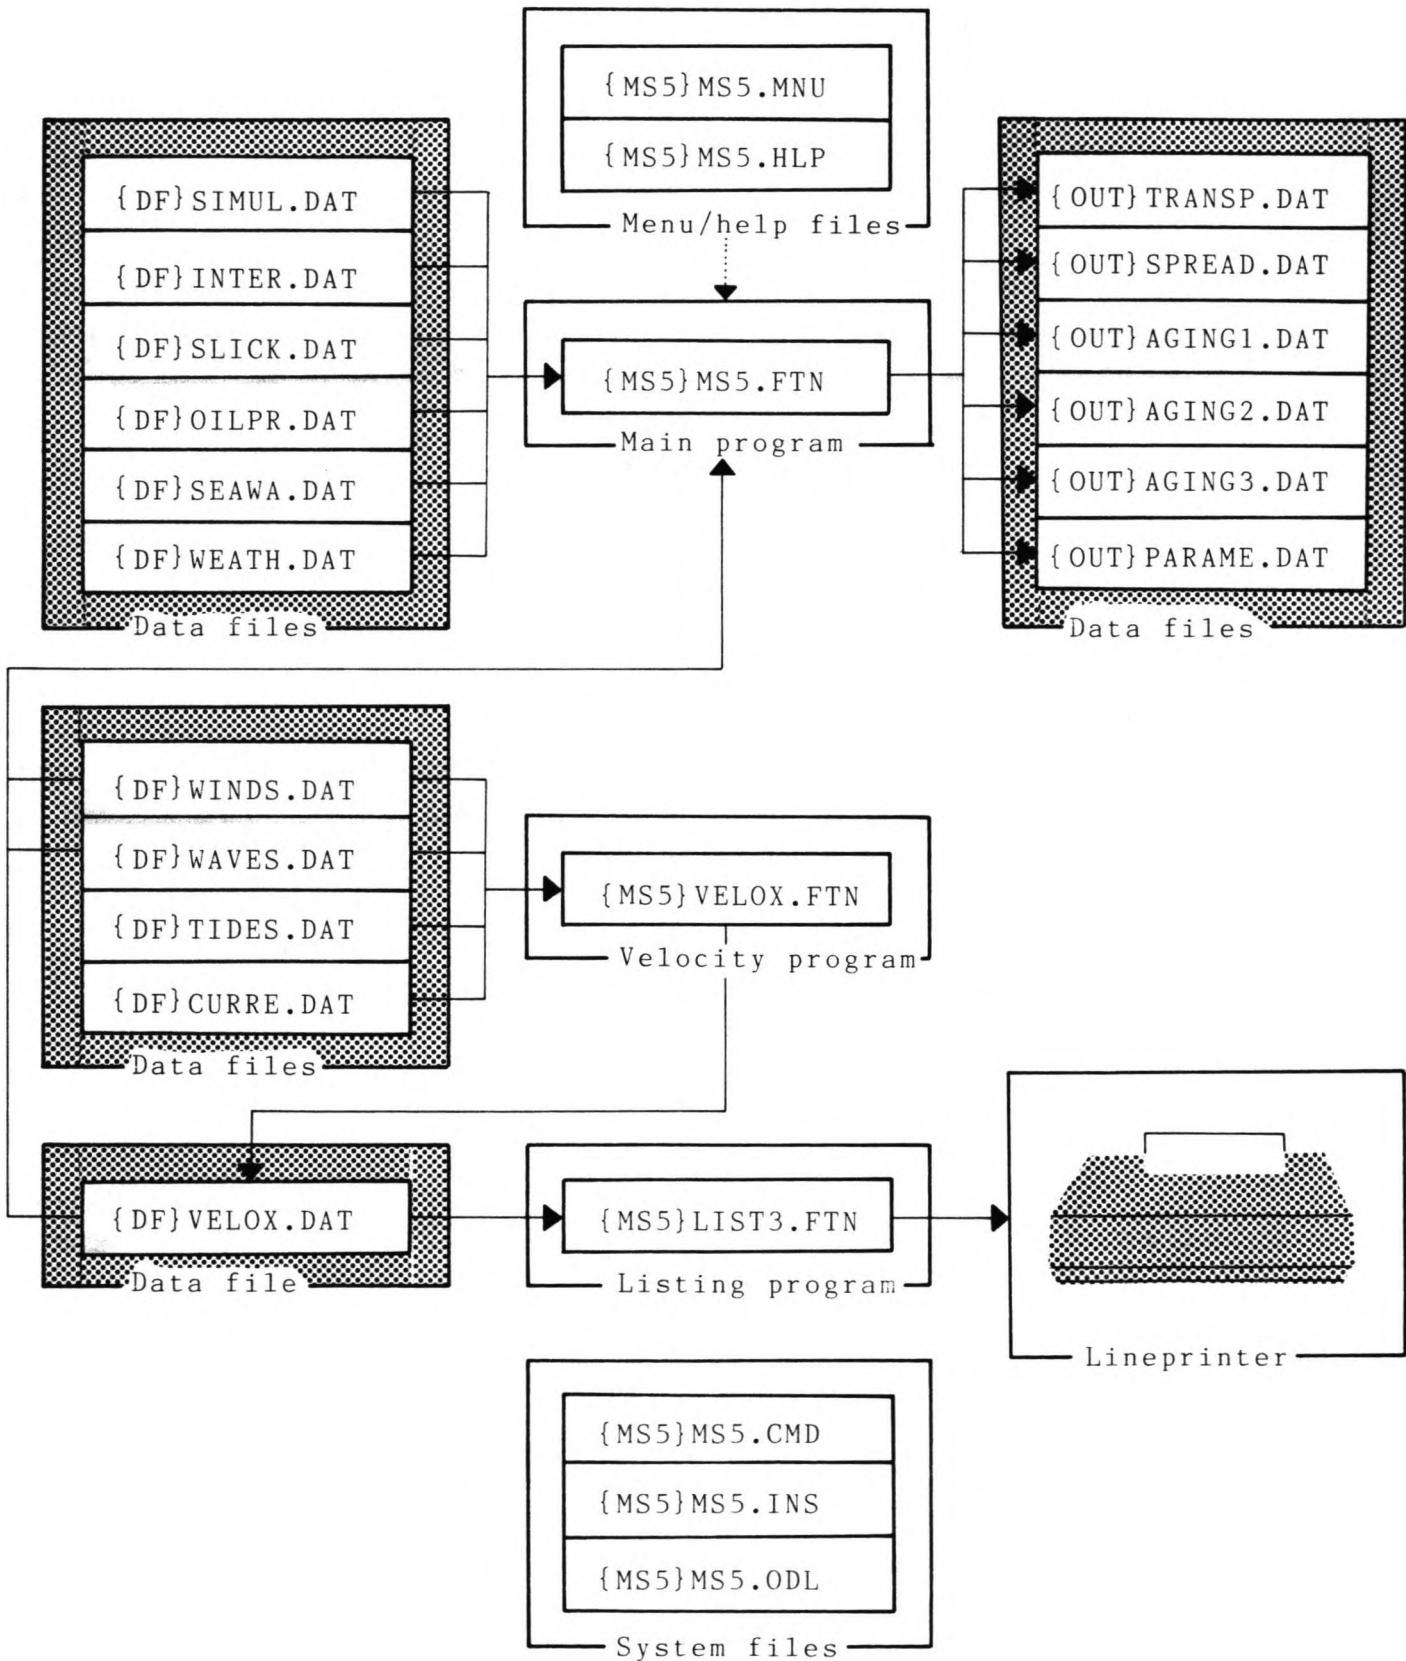 {MS5}MS5.MNU
{MS5}MS5.HLP
Menu/help files
{DF}SIMUL.DAT
{DF}INTER.DAT
{DF}SLICK.DAT
{DF}OILPR.DAT
{DF}SEAWA.DAT
{DF}WEATH.DAT
Data files
{MS5}MS5.FTN
Main program
{OUT}TRANSP.DAT
{OUT}SPREAD.DAT
{OUT}AGING1.DAT
{OUT}AGING2.DAT
{OUT}AGING3.DAT
{OUT}PARAME.DAT
Data files
{DF}WINDS.DAT
{DF}WAVES.DAT
{DF}TIDES.DAT
{DF}CURRE.DAT
Data files
{MS5}VELOX.FTN
Velocity program
{DF}VELOX.DAT
Data file
{MS5}LIST3.FTN
Listing program
Lineprinter
{MS5}MS5.CMD
{MS5}MS5.INS
{MS5}MS5.ODL
System files